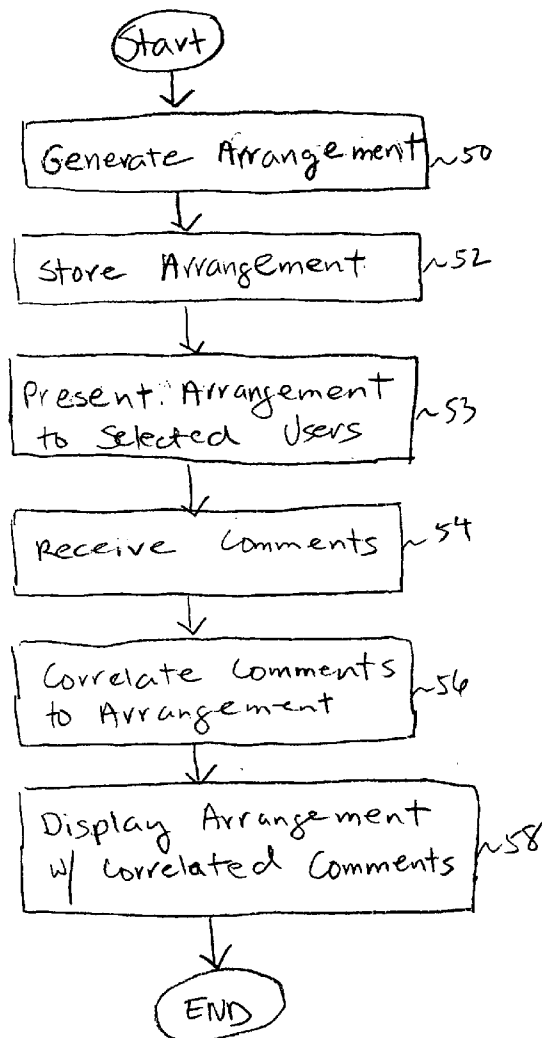 Start
Generate Arrangement ~50
Store Arrangement ~52
Present Arrangement
to Selected Users ~53
Receive Comments ~54
Correlate Comments
to Arrangement ~56
Display Arrangement
w/ Correlated Comments ~58
END